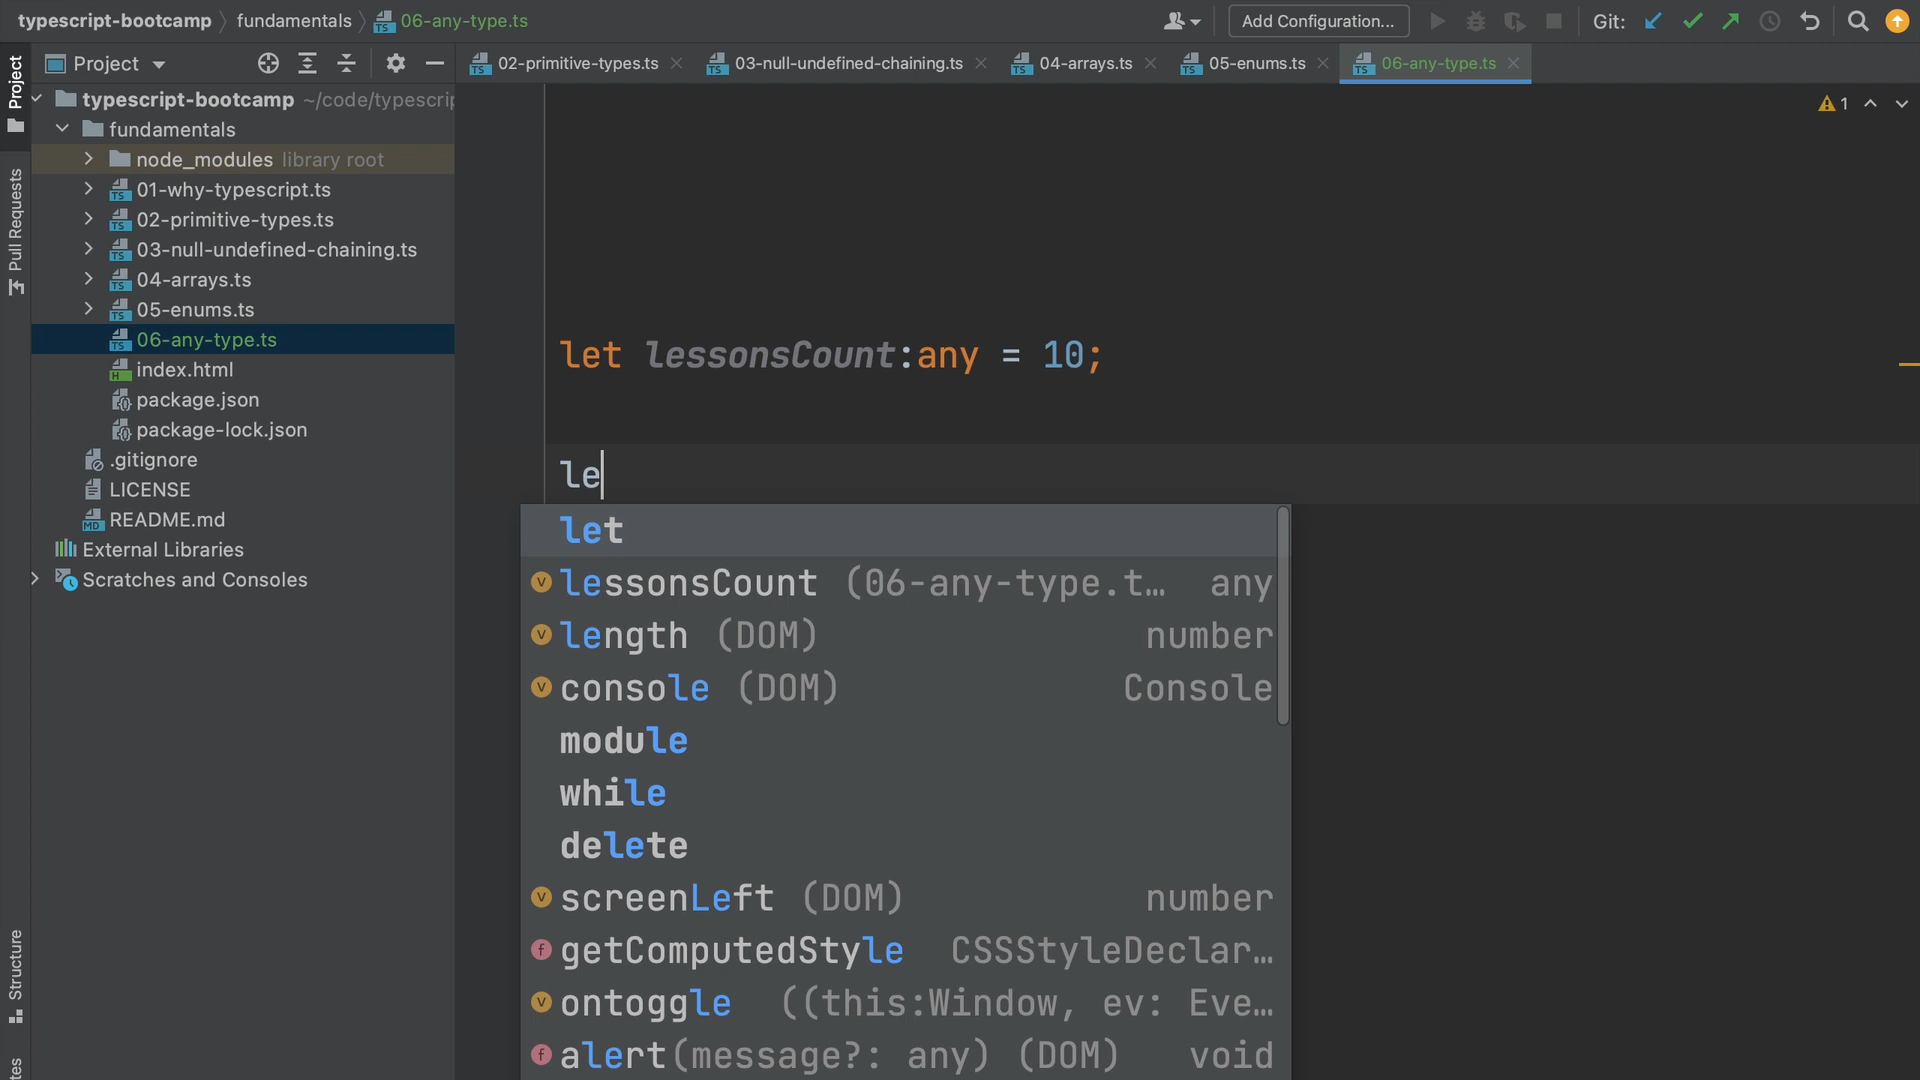 typescript-bootcamp fundamentals 06-any-type.ts Add Configuration... Git:
Project 02-primitive-types.ts 03-null-undefined-chaining.ts 04-arrays.ts 05-enums.ts 06-any-type.ts
Project
Pull Requests
Structure
typescript-bootcamp ~/code/typescrip
fundamentals
node_modules library root
01-why-typescript.ts
02-primitive-types.ts
03-null-undefined-chaining.ts
04-arrays.ts
05-enums.ts
06-any-type.ts
index.html
package.json
package-lock.json
.gitignore
LICENSE
README.md
External Libraries
Scratches and Consoles
1
let lessonsCount:any = 10;
le
let
lessonsCount (06-any-type.t… any
length (DOM) number
console (DOM) Console
module
while
delete
screenLeft (DOM) number
getComputedStyle CSSStyleDeclar…
ontoggle ((this:Window, ev: Eve…
alert(message?: any) (DOM) void